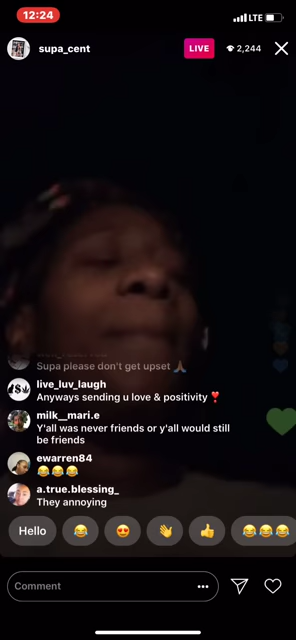 12:24
LTE
supa_cent
LIVE
2,244
Supa please don't get upset 🙏
live_luv_laugh
Anyways sending u love & positivity ❣️
milk__mari.e
Y'all was never friends or y'all would still
be friends
ewarren84
😂😂😂
a.true.blessing_
They annoying
Hello
Comment